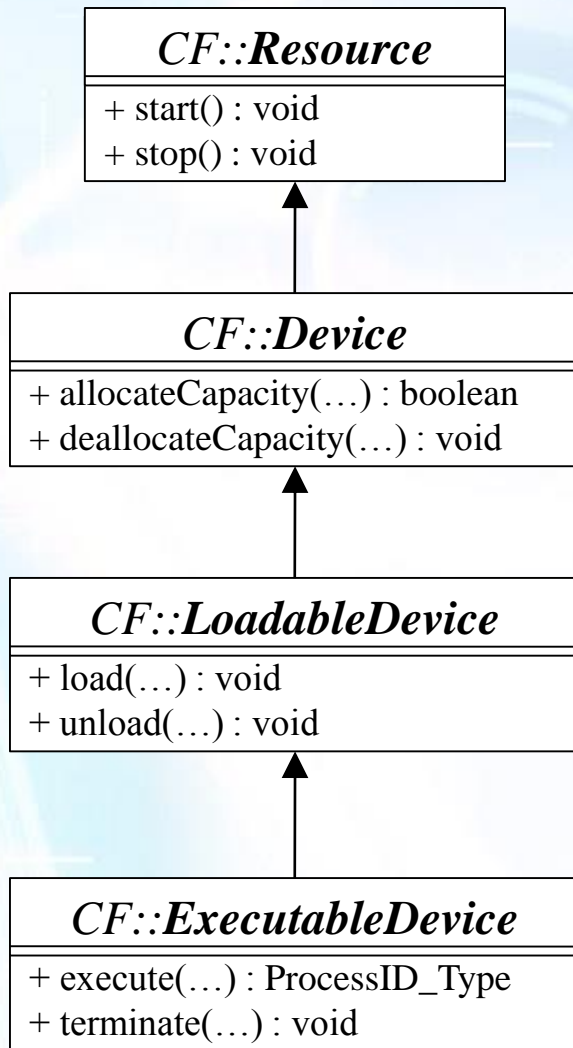 CF::Resource
+ start() : void
+ stop() : void
CF::Device
+ allocateCapacity(…) : boolean
+ deallocateCapacity(…) : void
CF::LoadableDevice
+ load(…) : void
+ unload(…) : void
CF::ExecutableDevice
+ execute(…) : ProcessID_Type
+ terminate(…) : void